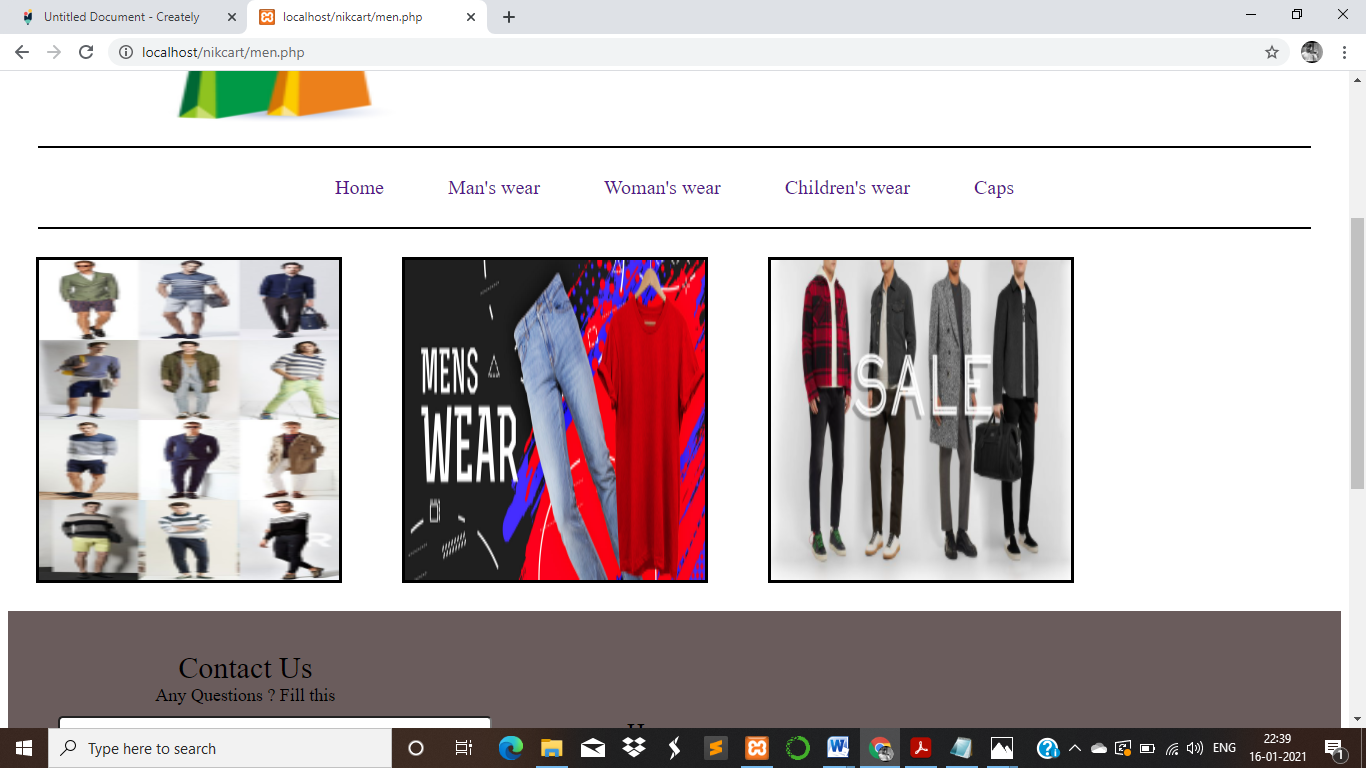 Untitled Document - Creately
localhost/nikcart/men.php
localhost/nikcart/men.php
Home Man's wear Woman's wear Children's wear Caps
MENS
WEAR
SALE
Contact Us
Any Questions ? Fill this
Type here to search
ENG
22:39
16-01-2021
1